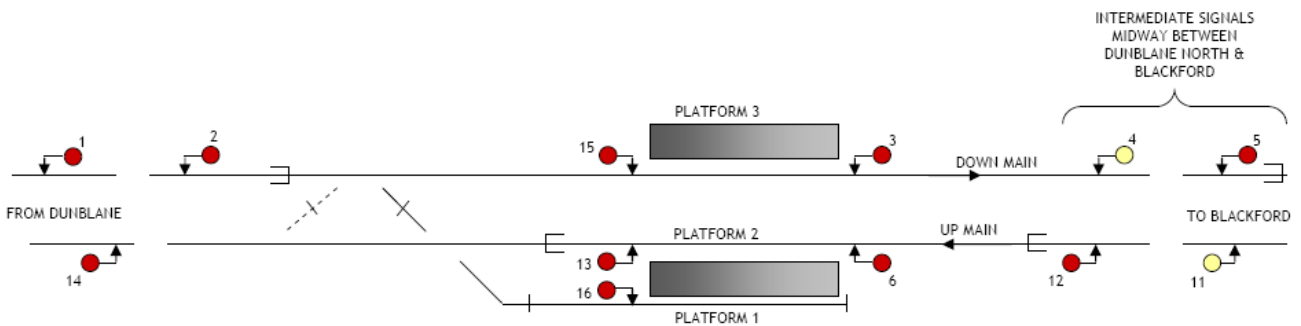 INTERMEDIATE SIGNALS
MIDWAY BETWEEN
DUNBLANE NORTH &
BLACKFORD
1
2
15
PLATFORM 3
3
4
5
DOWN MAIN
FROM DUNBLANE
TO BLACKFORD
UP MAIN
PLATFORM 2
14
13
16
6
12
11
PLATFORM 1